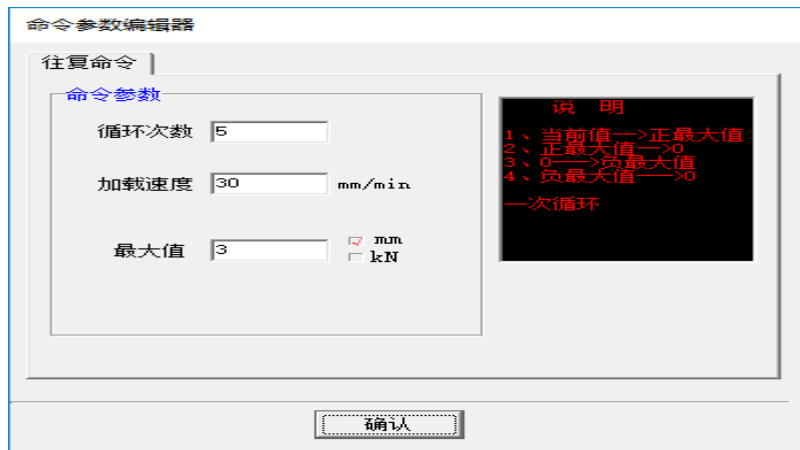 命令参数编辑器
往复命令
命令参数
循环次数 5
加载速度 30 mm/min
最大值 3 mm
kN
说 明
1、当前值—>正最大值
2、正最大值—>0
3、0——>负最大值
4、负最大值——>0
一次循环
确认